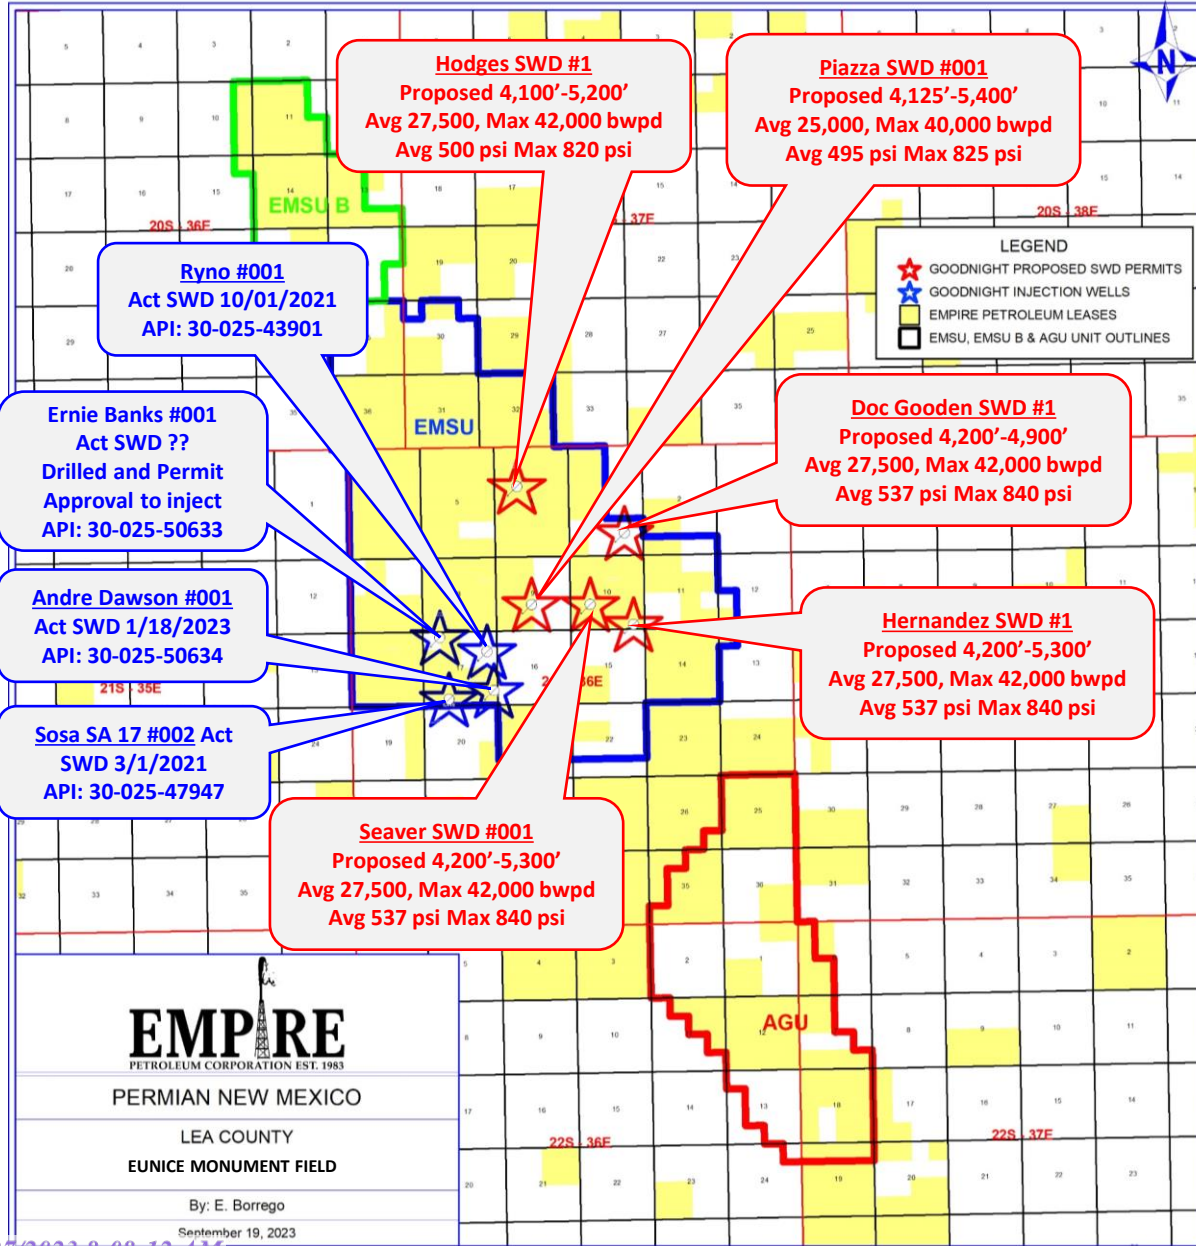 Hodges SWD #1
Proposed 4,100’-5,200’
Avg 27,500, Max 42,000 bwpd
Avg 500 psi Max 820 psi
Piazza SWD #001
Proposed 4,125’-5,400’
Avg 25,000, Max 40,000 bwpd
Avg 495 psi Max 825 psi
N
EMSU B
20S - 36E
37E
20S - 38E
Ryno #001
Act SWD 10/01/2021
API: 30-025-43901
LEGEND
GOODNIGHT PROPOSED SWD PERMITS
GOODNIGHT INJECTION WELLS
EMPIRE PETROLEUM LEASES
EMSU, EMSU B & AGU UNIT OUTLINES
Ernie Banks #001
Act SWD ??
Drilled and Permit
Approval to inject
API: 30-025-50633
EMSU
Doc Gooden SWD #1
Proposed 4,200’-4,900’
Avg 27,500, Max 42,000 bwpd
Avg 537 psi Max 840 psi
Andre Dawson #001
Act SWD 1/18/2023
API: 30-025-50634
Hernandez SWD #1
Proposed 4,200’-5,300’
Avg 27,500, Max 42,000 bwpd
Avg 537 psi Max 840 psi
21S - 35E
36E
Sosa SA 17 #002 Act
SWD 3/1/2021
API: 30-025-47947
Seaver SWD #001
Proposed 4,200’-5,300’
Avg 27,500, Max 42,000 bwpd
Avg 537 psi Max 840 psi
AGU
22S - 36E
22S - 37E
EMPIRE
PETROLEUM CORPORATION EST. 1983
PERMIAN NEW MEXICO
LEA COUNTY
EUNICE MONUMENT FIELD
By: E. Borrego
September 19, 2023